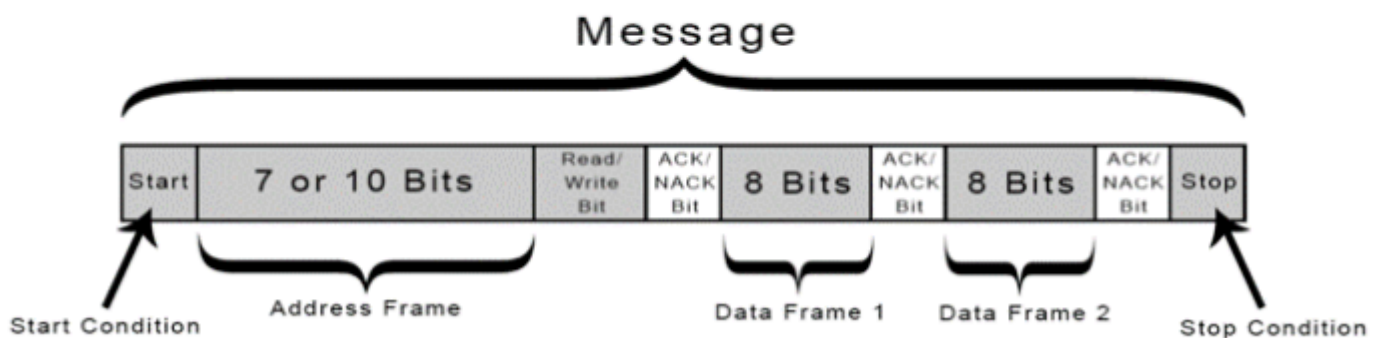 Message
Start
7 or 10 Bits
Read/
Write
Bit
ACK/
NACK
Bit
8 Bits
ACK/
NACK
Bit
8 Bits
ACK/
NACK
Bit
Stop
Start Condition
Address Frame
Data Frame 1
Data Frame 2
Stop Condition